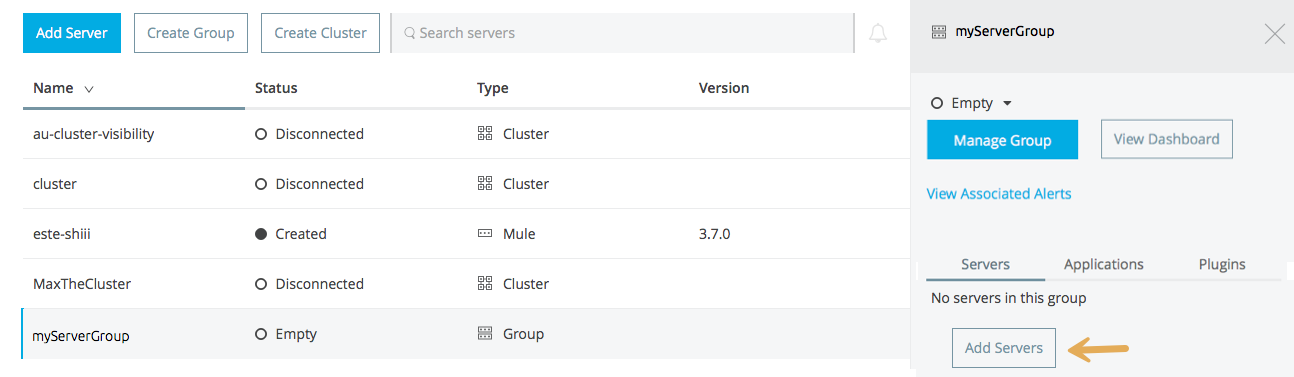 Add Server Create Group Create Cluster Search servers
Name Status Type Version
au-cluster-visibility Disconnected Cluster
cluster Disconnected Cluster
este-shiii Created Mule 3.7.0
MaxTheCluster Disconnected Cluster
myServerGroup Empty Group
myServerGroup
Empty
Manage Group View Dashboard
View Associated Alerts
Servers Applications Plugins
No servers in this group
Add Servers